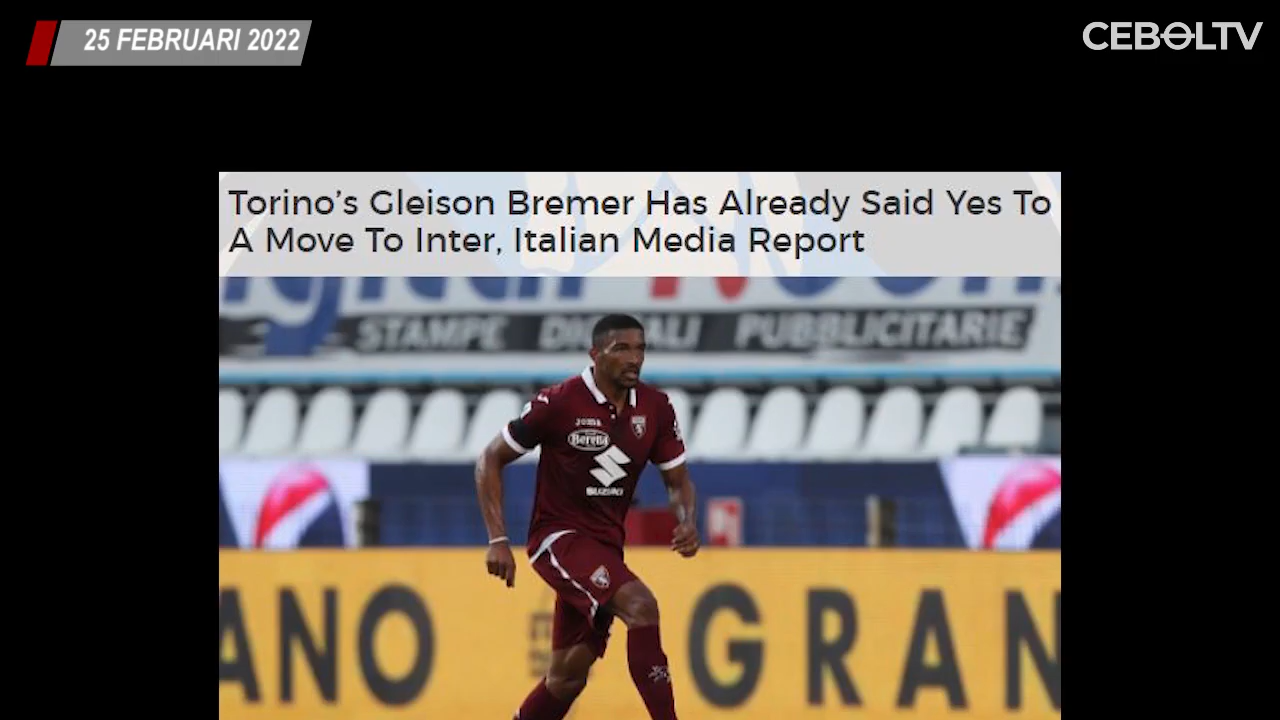 25 FEBRUARI 2022
CEBOLTV
Torino’s Gleison Bremer Has Already Said Yes To
A Move To Inter, Italian Media Report
STAMPE DIGITALI PUBBLICITARIE
Joma
Beretta
SUZUKI
ANO
GRAN